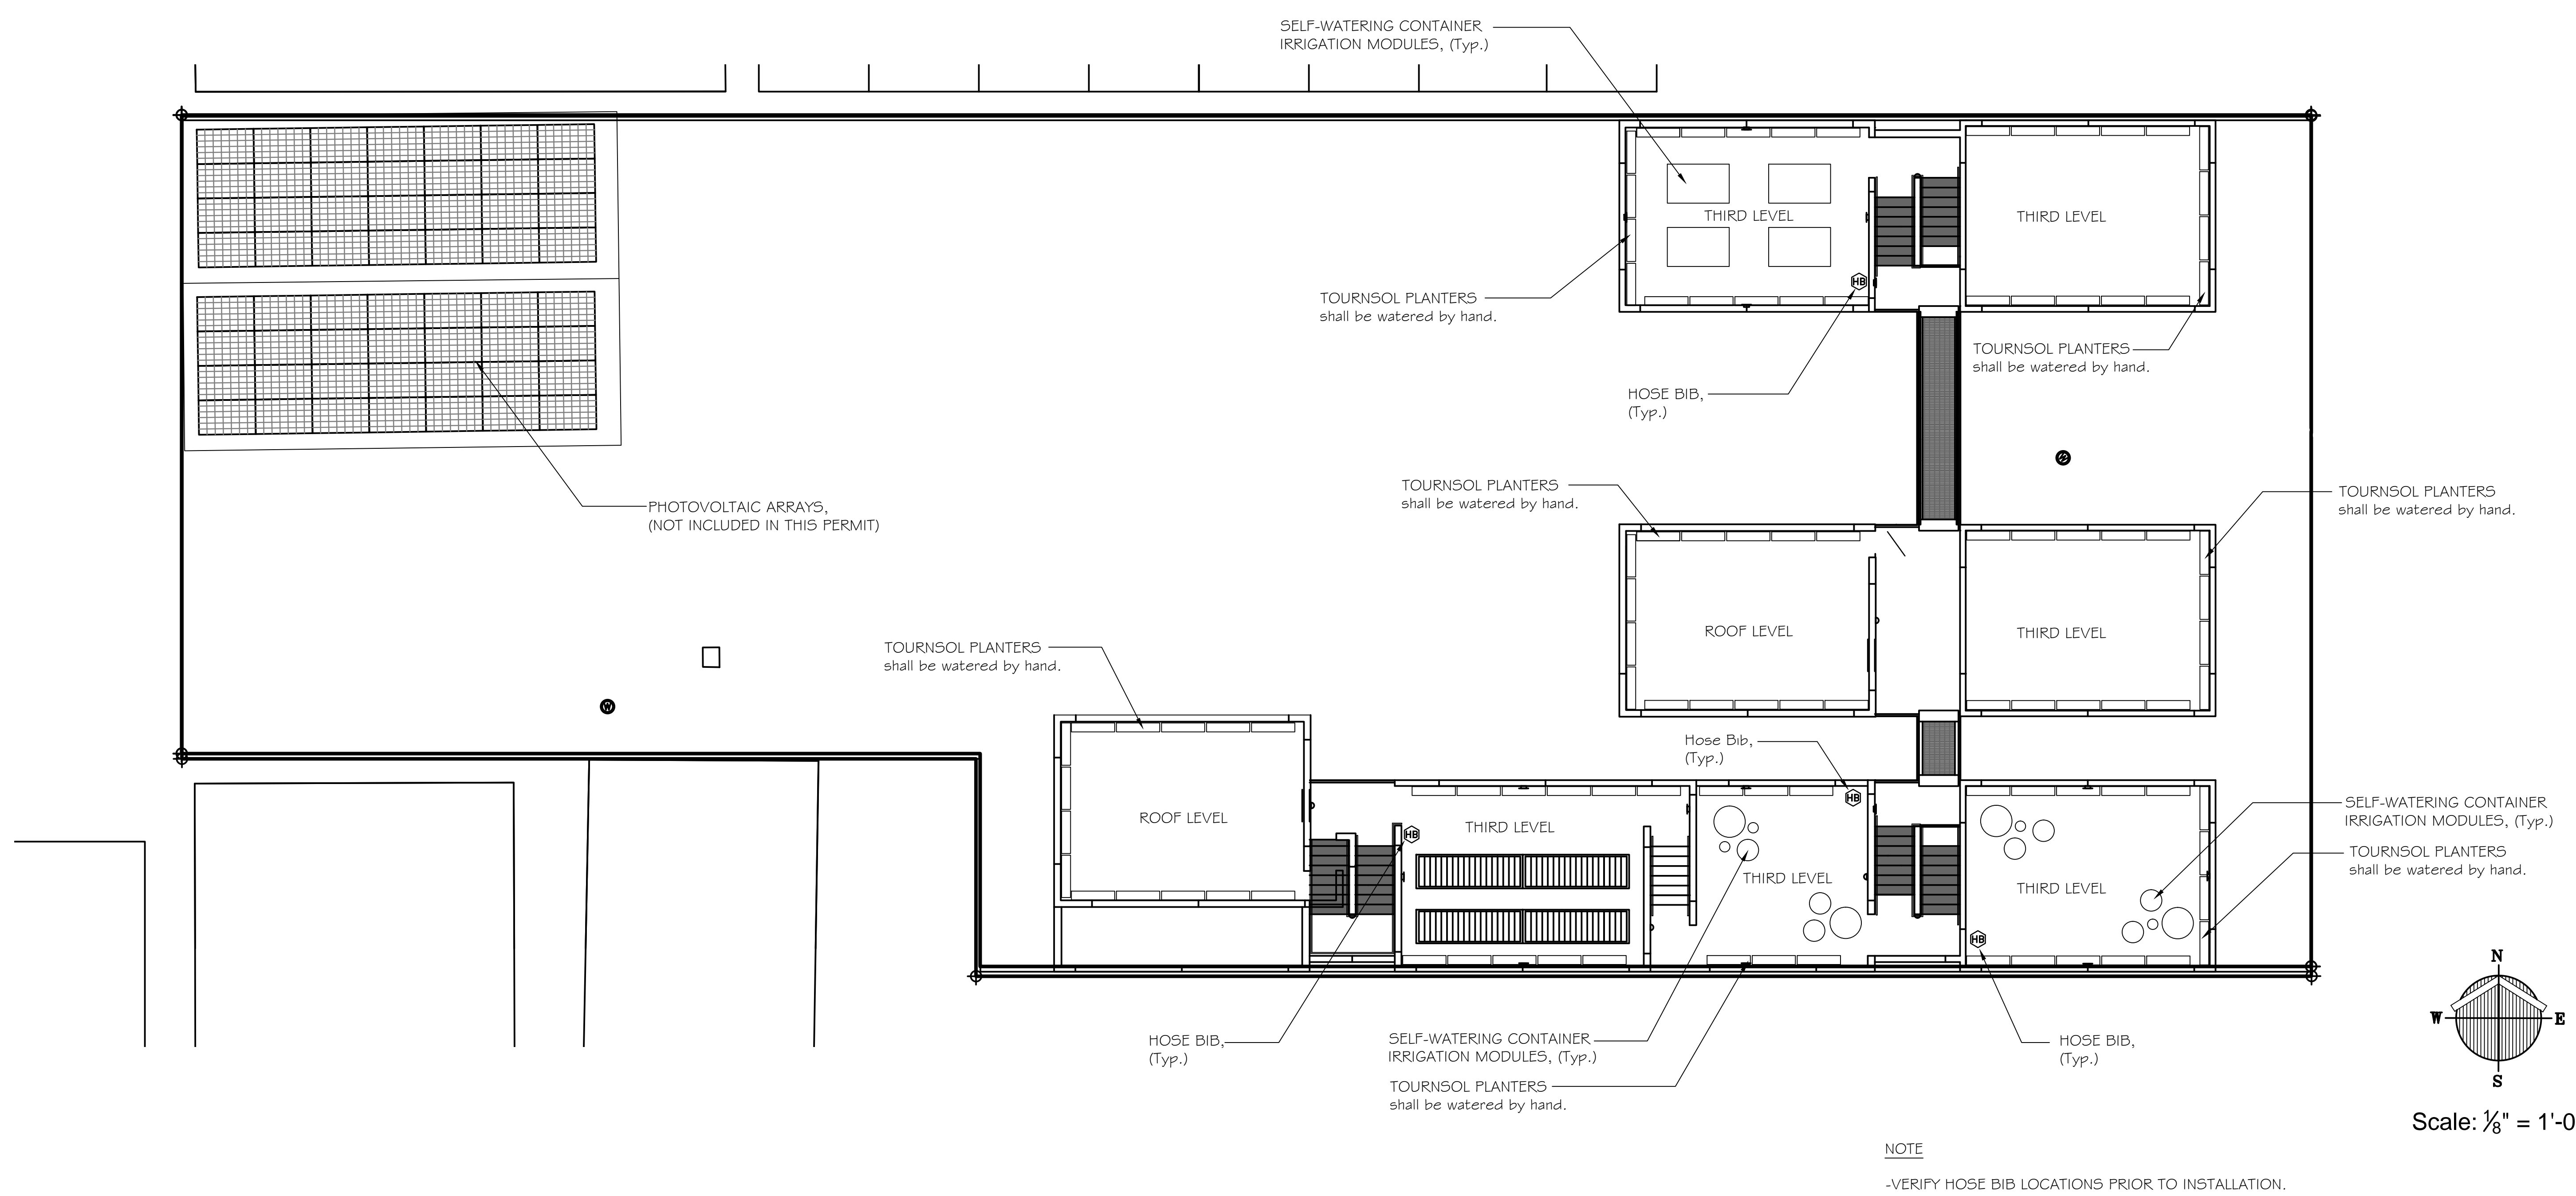 SELF-WATERING CONTAINER
IRRIGATION MODULES, (Typ.)
THIRD LEVEL
THIRD LEVEL
HB
TOURNSOL PLANTERS
shall be watered by hand.
TOURNSOL PLANTERS
shall be watered by hand.
HOSE BIB,
(Typ.)
PHOTOVOLTAIC ARRAYS,
(NOT INCLUDED IN THIS PERMIT)
TOURNSOL PLANTERS
shall be watered by hand.
TOURNSOL PLANTERS
shall be watered by hand.
ROOF LEVEL
THIRD LEVEL
TOURNSOL PLANTERS
shall be watered by hand.
W
Hose Bib,
(Typ.)
HB
ROOF LEVEL
HB
THIRD LEVEL
THIRD LEVEL
THIRD LEVEL
HB
SELF-WATERING CONTAINER
IRRIGATION MODULES, (Typ.)
TOURNSOL PLANTERS
shall be watered by hand.
HOSE BIB,
(Typ.)
SELF-WATERING CONTAINER
IRRIGATION MODULES, (Typ.)
TOURNSOL PLANTERS
shall be watered by hand.
HOSE BIB,
(Typ.)
N
W
E
S
Scale: ⅛" = 1'-0
NOTE
-VERIFY HOSE BIB LOCATIONS PRIOR TO INSTALLATION.